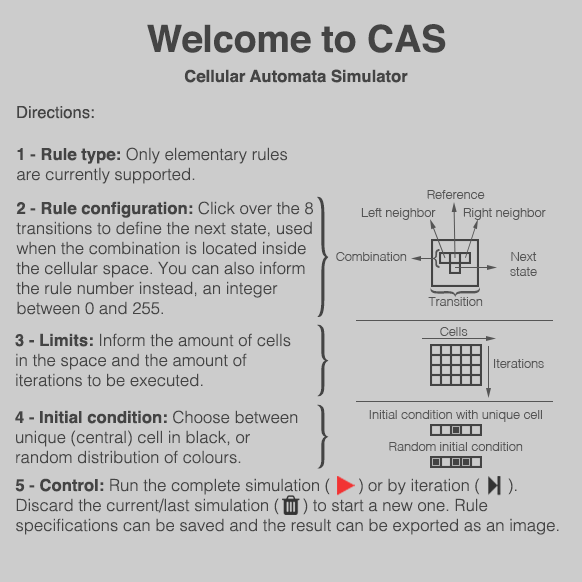 Welcome to CAS
Cellular Automata Simulator
Directions:
1 - Rule type: Only elementary rules
are currently supported.
2 - Rule configuration: Click over the 8
transitions to define the next state, used
when the combination is located inside
the cellular space. You can also inform
the rule number instead, an integer
between 0 and 255.
Reference
Left neighbor
Right neighbor
Combination
Next
state
Transition
3 - Limits: Inform the amount of cells
in the space and the amount of
iterations to be executed.
Cells
Iterations
4 - Initial condition: Choose between
unique (central) cell in black, or
random distribution of colours.
Initial condition with unique cell
Random initial condition
5 - Control: Run the complete simulation ( ) or by iteration ( ).
Discard the current/last simulation ( ) to start a new one. Rule
specifications can be saved and the result can be exported as an image.